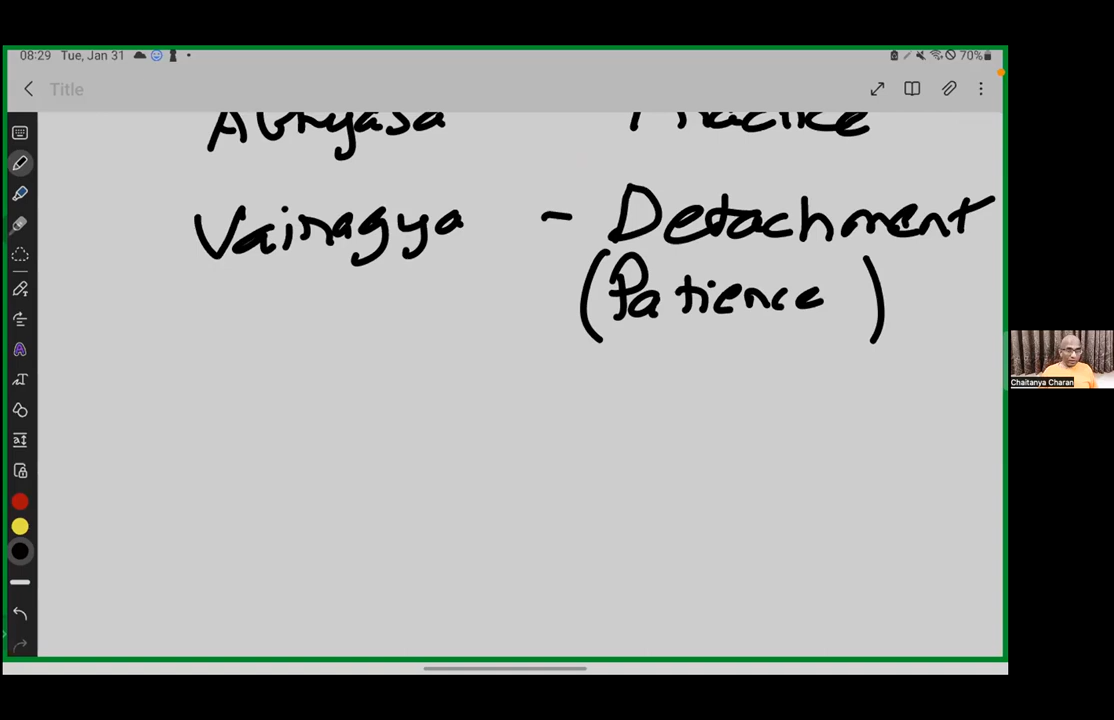 08:29 Tue, Jan 31 70%
Title
Abhyasa Practice
Vairagya - Detachment
(Patience)
Chaitanya Charan